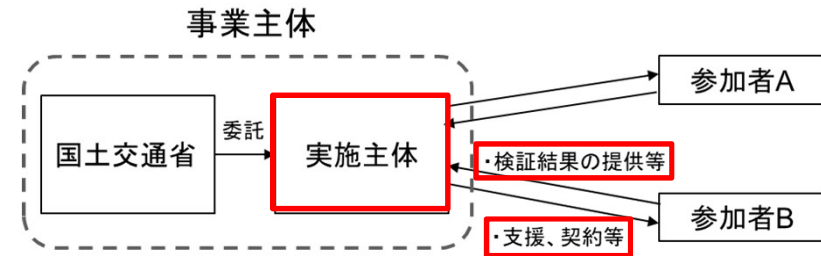 事業主体
国土交通省
委託
実施主体
参加者A
・検証結果の提供等
・支援、契約等
参加者B